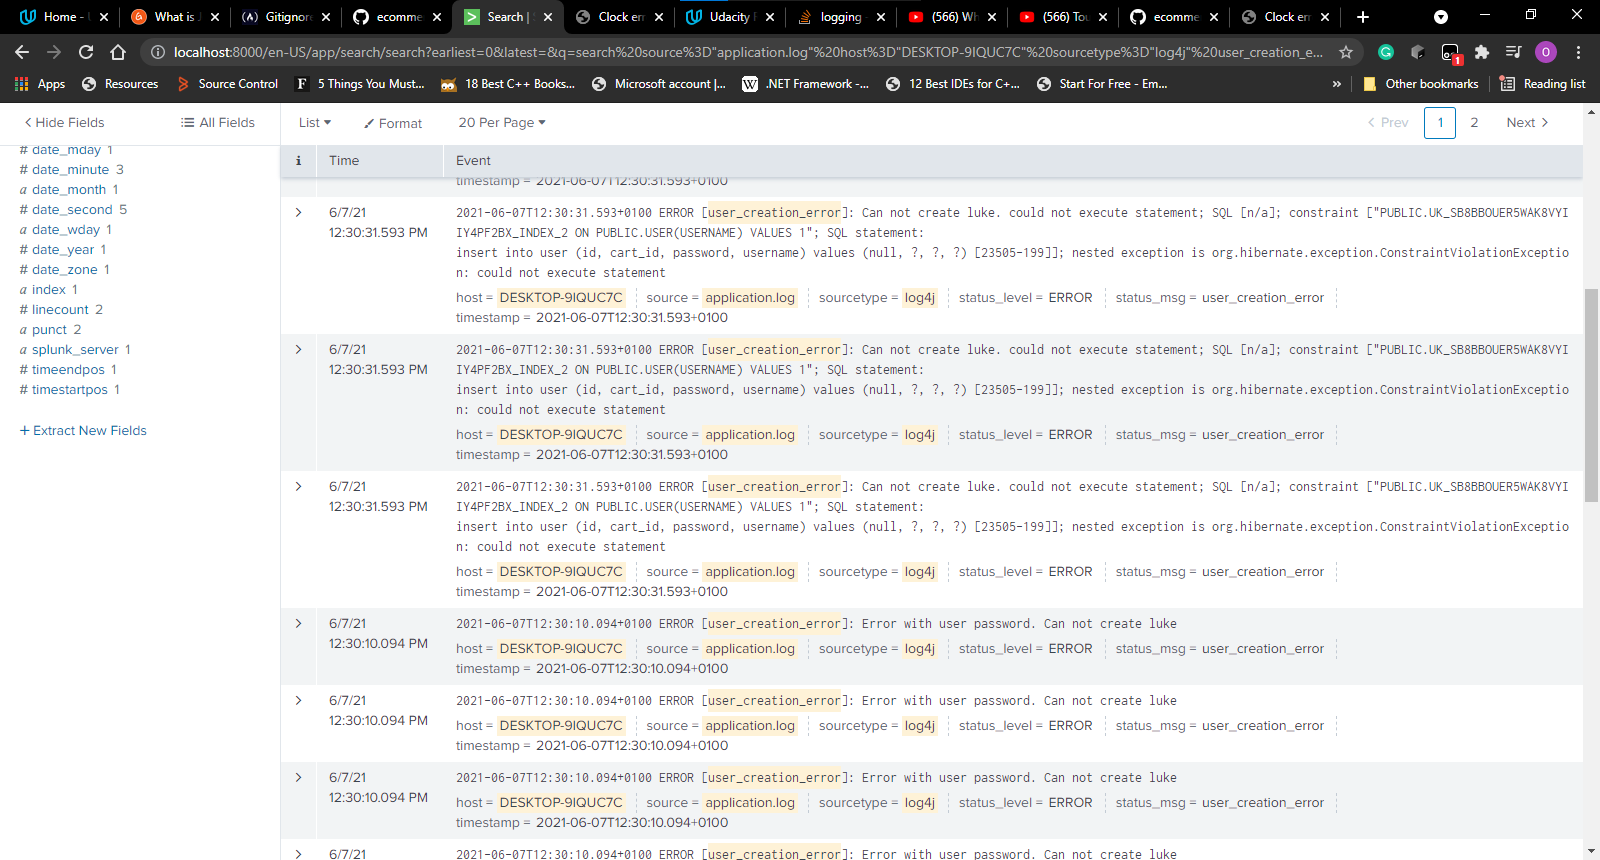 Home - U
What is J
Gitignore
ecomme
Search | S
Clock err
Udacity R
logging -
(566) Wh
(566) Tou
ecomme
Clock err
localhost:8000/en-US/app/search/search?earliest=0&latest=&q=search%20source%3D"application.log"%20host%3D"DESKTOP-9IQUC7C"%20sourcetype%3D"log4j"%20user_creation_e...
1
O
Apps
Resources
Source Control
5 Things You Must...
18 Best C++ Books...
Microsoft account |...
.NET Framework -...
12 Best IDEs for C+...
Start For Free - Em...
»
Other bookmarks
Reading list
Hide Fields
All Fields
List
Format
20 Per Page
Prev
1
2
Next
# date_mday 1
# date_minute 3
a date_month 1
# date_second 5
a date_wday 1
# date_year 1
# date_zone 1
a index 1
# linecount 2
a punct 2
a splunk_server 1
# timeendpos 1
# timestartpos 1
+ Extract New Fields
i Time Event
timestamp = 2021-06-07T12:30:31.593+0100
6/7/21
12:30:31.593 PM
2021-06-07T12:30:31.593+0100 ERROR [user_creation_error]: Can not create luke. could not execute statement; SQL [n/a]; constraint ["PUBLIC.UK_SB8BBOUER5WAK8VYI
IY4PF2BX_INDEX_2 ON PUBLIC.USER(USERNAME) VALUES 1"; SQL statement:
insert into user (id, cart_id, password, username) values (null, ?, ?, ?) [23505-199]]; nested exception is org.hibernate.exception.ConstraintViolationExceptio
n: could not execute statement
host = DESKTOP-9IQUC7C source = application.log sourcetype = log4j status_level = ERROR status_msg = user_creation_error
timestamp = 2021-06-07T12:30:31.593+0100
6/7/21
12:30:31.593 PM
2021-06-07T12:30:31.593+0100 ERROR [user_creation_error]: Can not create luke. could not execute statement; SQL [n/a]; constraint ["PUBLIC.UK_SB8BBOUER5WAK8VYI
IY4PF2BX_INDEX_2 ON PUBLIC.USER(USERNAME) VALUES 1"; SQL statement:
insert into user (id, cart_id, password, username) values (null, ?, ?, ?) [23505-199]]; nested exception is org.hibernate.exception.ConstraintViolationExceptio
n: could not execute statement
host = DESKTOP-9IQUC7C source = application.log sourcetype = log4j status_level = ERROR status_msg = user_creation_error
timestamp = 2021-06-07T12:30:31.593+0100
6/7/21
12:30:31.593 PM
2021-06-07T12:30:31.593+0100 ERROR [user_creation_error]: Can not create luke. could not execute statement; SQL [n/a]; constraint ["PUBLIC.UK_SB8BBOUER5WAK8VYI
IY4PF2BX_INDEX_2 ON PUBLIC.USER(USERNAME) VALUES 1"; SQL statement:
insert into user (id, cart_id, password, username) values (null, ?, ?, ?) [23505-199]]; nested exception is org.hibernate.exception.ConstraintViolationExceptio
n: could not execute statement
host = DESKTOP-9IQUC7C source = application.log sourcetype = log4j status_level = ERROR status_msg = user_creation_error
timestamp = 2021-06-07T12:30:31.593+0100
6/7/21
12:30:10.094 PM
2021-06-07T12:30:10.094+0100 ERROR [user_creation_error]: Error with user password. Can not create luke
host = DESKTOP-9IQUC7C source = application.log sourcetype = log4j status_level = ERROR status_msg = user_creation_error
timestamp = 2021-06-07T12:30:10.094+0100
6/7/21
12:30:10.094 PM
2021-06-07T12:30:10.094+0100 ERROR [user_creation_error]: Error with user password. Can not create luke
host = DESKTOP-9IQUC7C source = application.log sourcetype = log4j status_level = ERROR status_msg = user_creation_error
timestamp = 2021-06-07T12:30:10.094+0100
6/7/21
12:30:10.094 PM
2021-06-07T12:30:10.094+0100 ERROR [user_creation_error]: Error with user password. Can not create luke
host = DESKTOP-9IQUC7C source = application.log sourcetype = log4j status_level = ERROR status_msg = user_creation_error
timestamp = 2021-06-07T12:30:10.094+0100
6/7/21
2021-06-07T12:30:10.094+0100 ERROR [user_creation_error]: Error with user password. Can not create luke